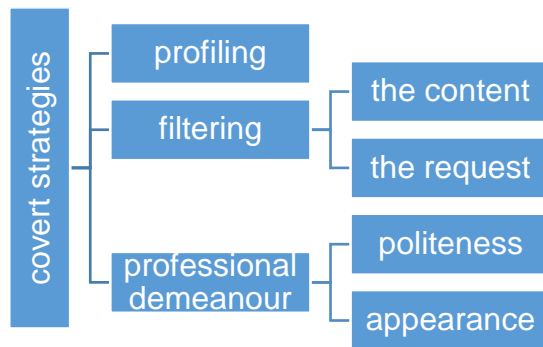 covert strategies
profiling
filtering
the content
the request
professional
demeanour
politeness
appearance